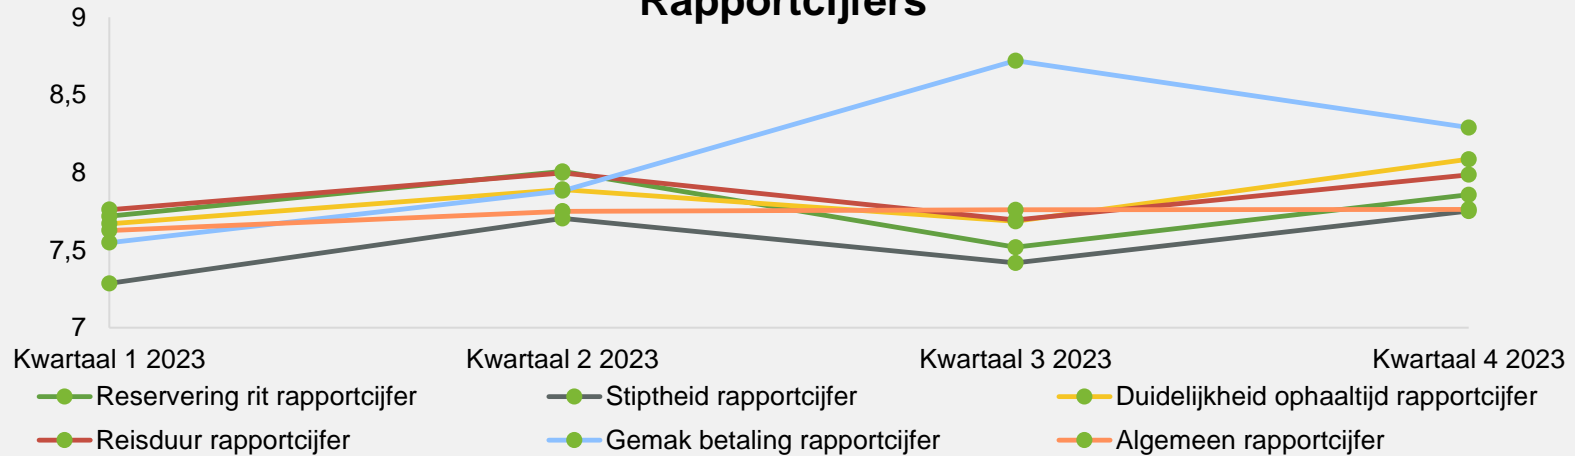 Rapportcijfers
9
8,5
8
7,5
7
Kwartaal 1 2023 Kwartaal 2 2023 Kwartaal 3 2023 Kwartaal 4 2023
Reservering rit rapportcijfer Stiptheid rapportcijfer Duidelijkheid ophaaltijd rapportcijfer
Reisduur rapportcijfer Gemak betaling rapportcijfer Algemeen rapportcijfer